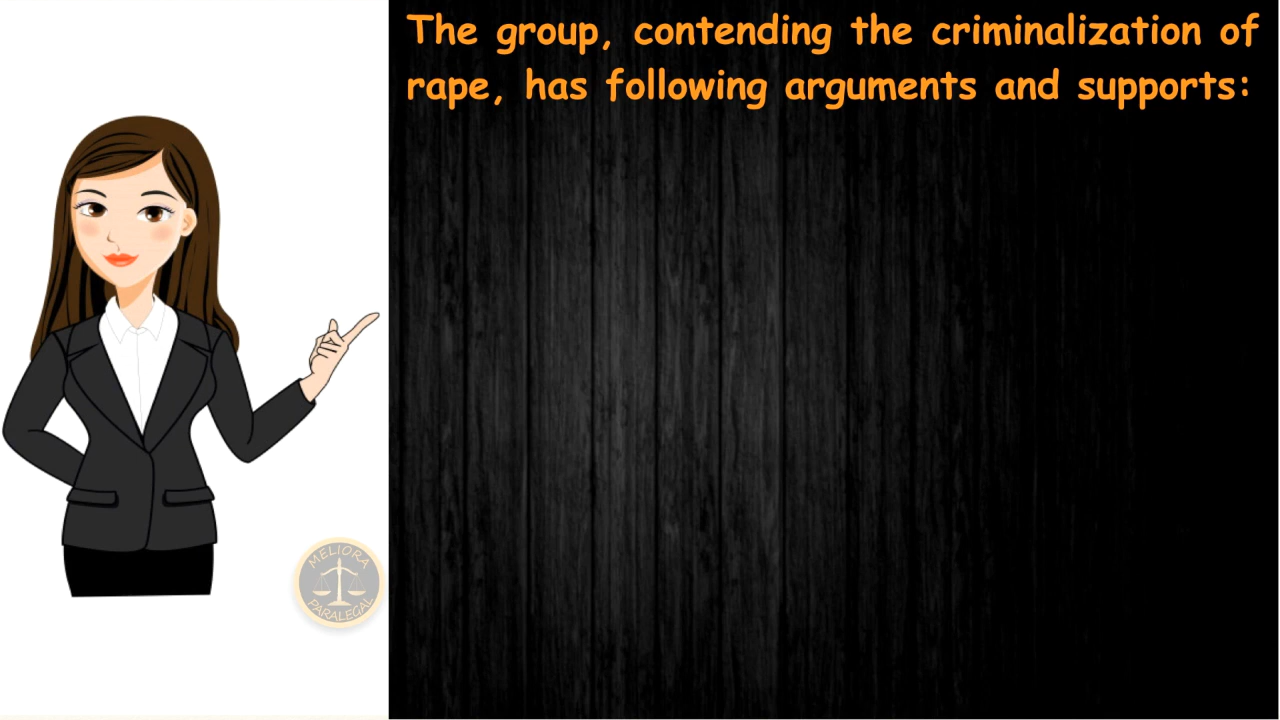 The group, contending the criminalization of
rape, has following arguments and supports:
MELIORA
PARALEGAL